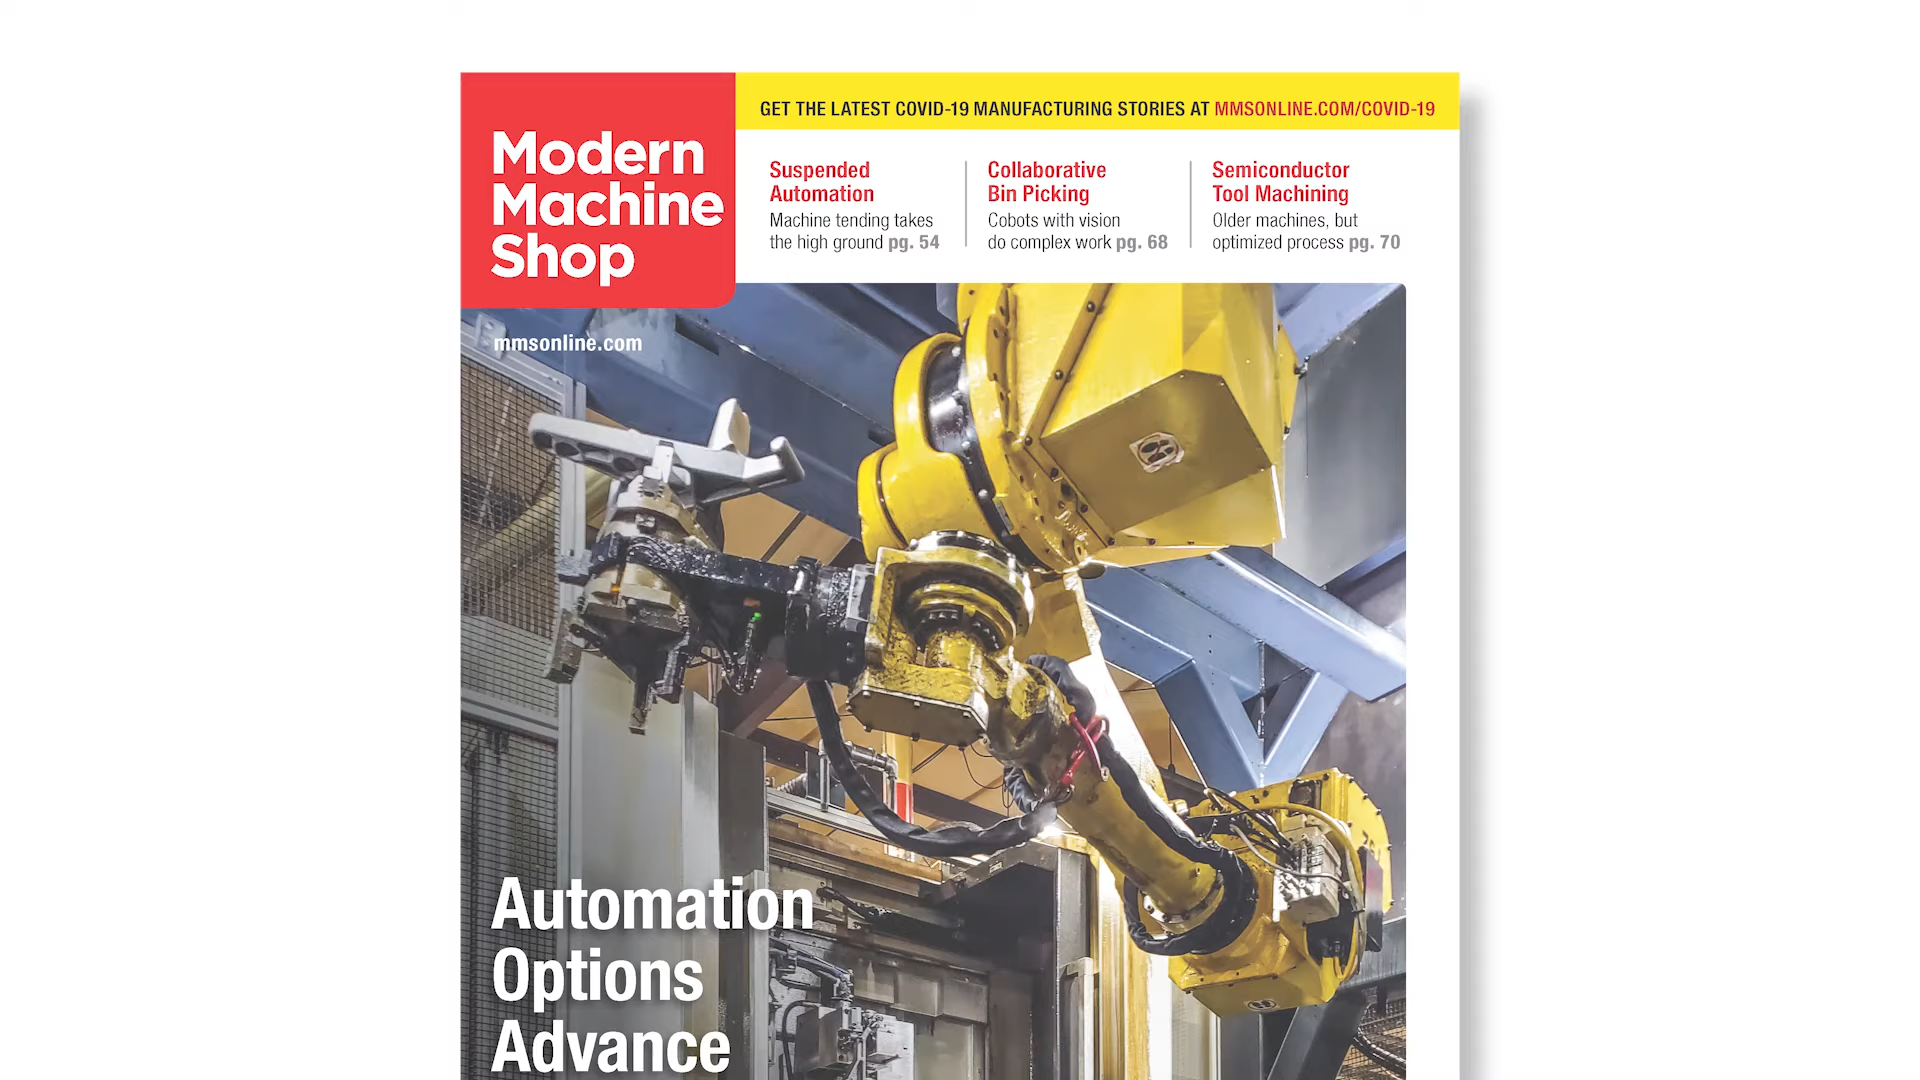 GET THE LATEST COVID-19 MANUFACTURING STORIES AT MMSONLINE.COM/COVID-19
Modern
Machine
Shop
Suspended
Automation
Machine tending takes
the high ground pg. 54
Collaborative
Bin Picking
Cobots with vision
do complex work pg. 68
Semiconductor
Tool Machining
Older machines, but
optimized process pg. 70
mmsonline.com
Automation
Options
Advance